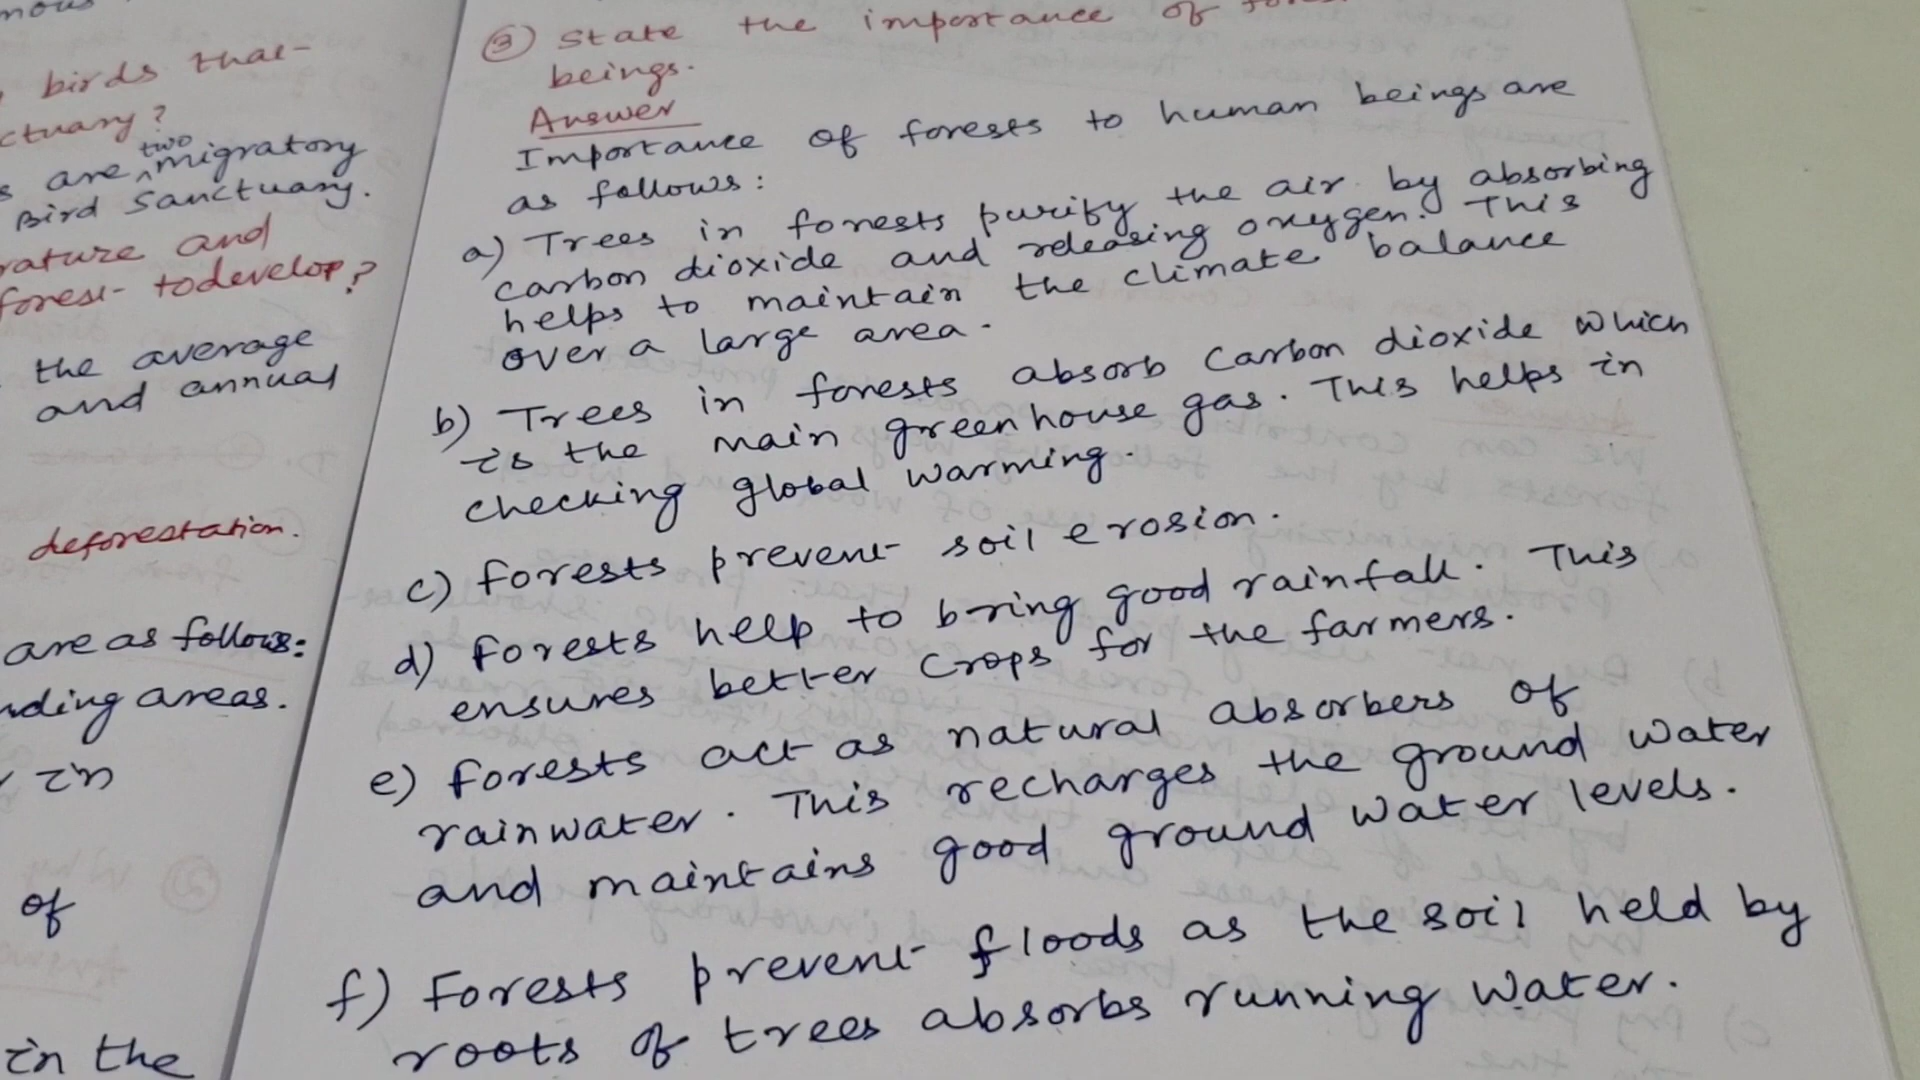 birds that
ctuary?
are two migratory
Bird Sanctuary.
rature and
forest to develop?
the average
and annual
deforestation.
are as follows:
nding areas.
in
of
in the
③ State the importance of
beings.
Answer
Importance of forests to human beings are
as follows:
a) Trees in forests purify the air by absorbing
carbon dioxide and releasing oxygen. This
helps to maintain the climate balance
over a large area.
b) Trees in forests absorb carbon dioxide which
is the main greenhouse gas. This helps in
checking global warming.
c) Forests prevent soil erosion.
d) Forests help to bring good rainfall. This
ensures better crops for the farmers.
e) Forests act as natural absorbers of
rainwater. This recharges the ground water
and maintains good ground water levels.
f) Forests prevent floods as the soil held by
roots of trees absorbs running water.